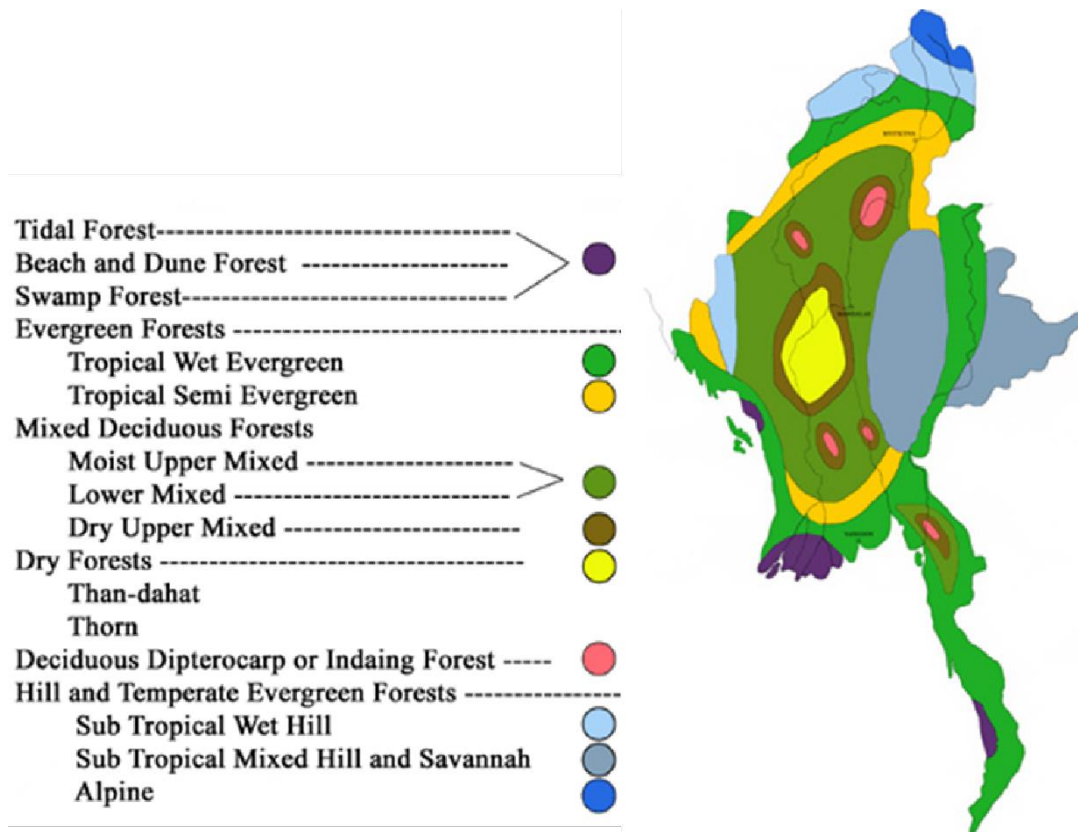 Tidal Forest-----------------------------------
Beach and Dune Forest --------------------
Swamp Forest--------------------------------
Evergreen Forests --------------------------------------
Tropical Wet Evergreen
Tropical Semi Evergreen
Mixed Deciduous Forests
Moist Upper Mixed --------------------
Lower Mixed ---------------------------
Dry Upper Mixed -----------------------
Dry Forests ------------------------------------
Than-dahat
Thorn
Deciduous Dipterocarp or Indaing Forest -----
Hill and Temperate Evergreen Forests ---------------
Sub Tropical Wet Hill
Sub Tropical Mixed Hill and Savannah
Alpine